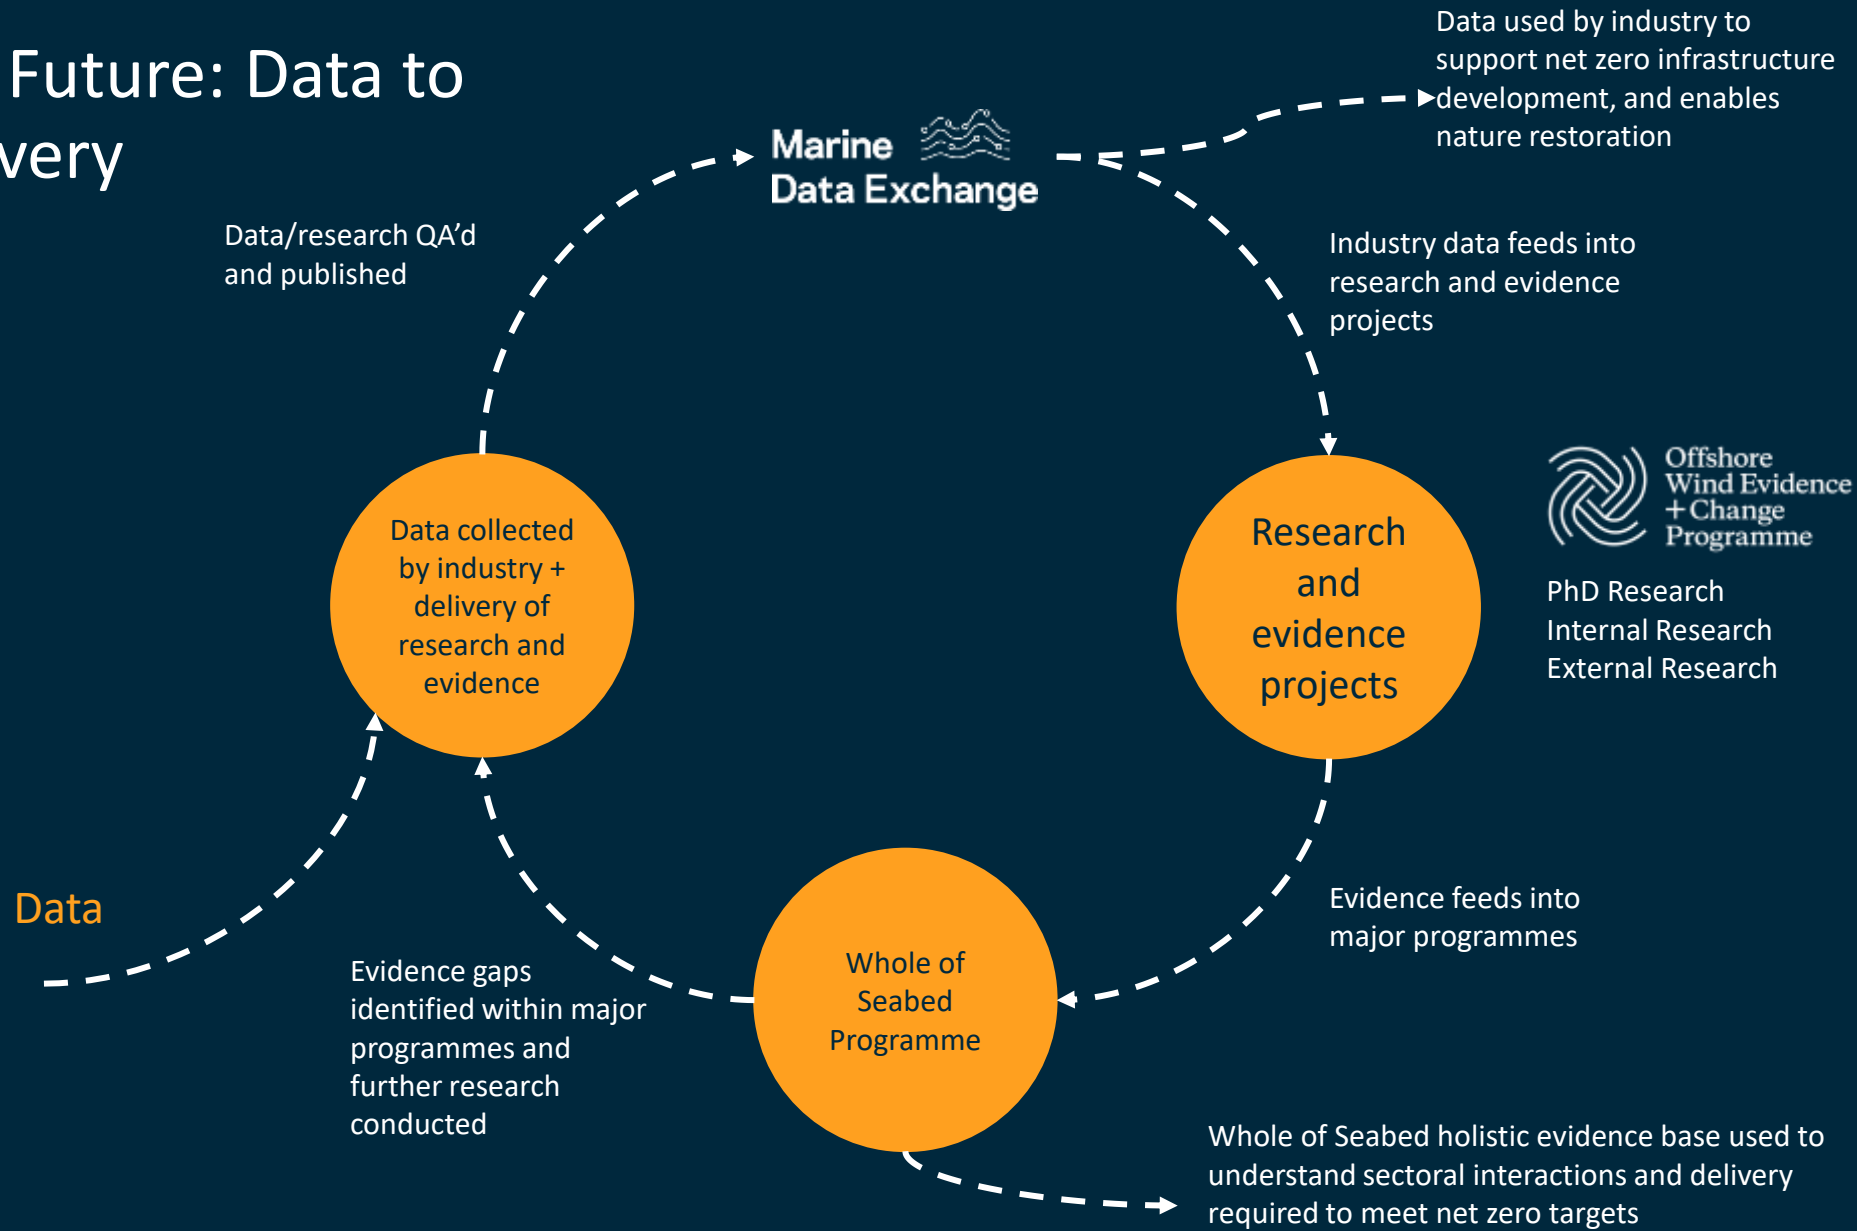 Future: Data to
very
Data used by industry to
support net zero infrastructure
development, and enables
nature restoration
Marine
Data Exchange
Data/research QA’d
and published
Industry data feeds into
research and evidence
projects
Data collected
by industry +
delivery of
research and
evidence
Research
and
evidence
projects
Offshore
Wind Evidence
+Change
Programme
PhD Research
Internal Research
External Research
Data
Evidence gaps
identified within major
programmes and
further research
conducted
Whole of
Seabed
Programme
Evidence feeds into
major programmes
Whole of Seabed holistic evidence base used to
understand sectoral interactions and delivery
required to meet net zero targets